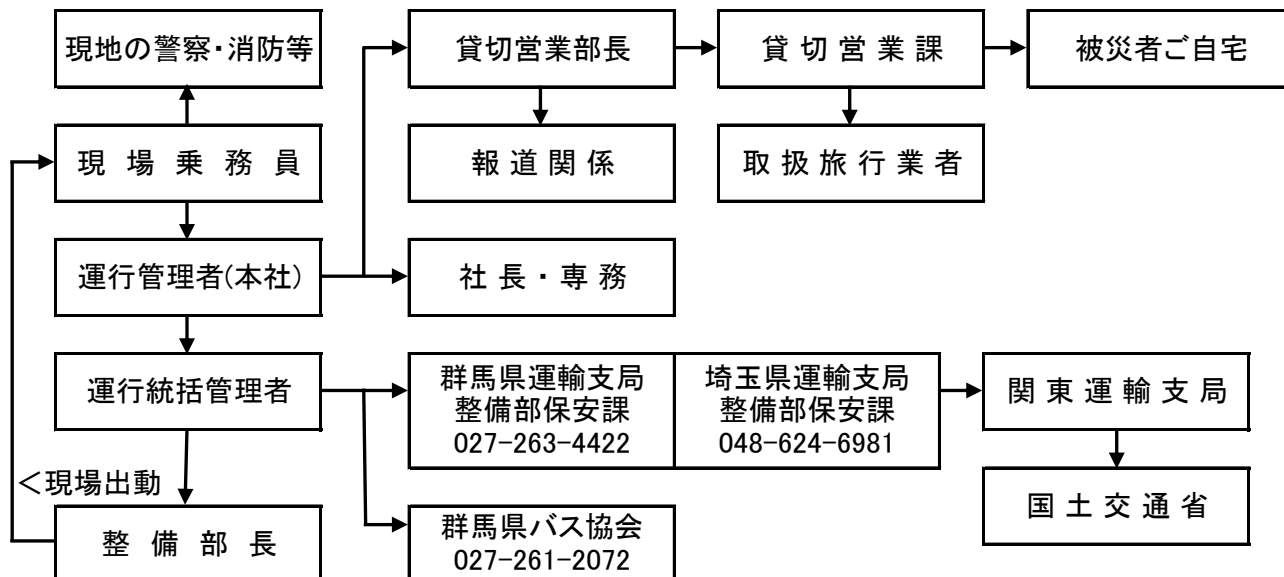 現地の警察・消防等
貸切営業部長
貸切営業課
被災者ご自宅
現場乗務員
報道関係
取扱旅行業者
運行管理者(本社)
社長・専務
運行統括管理者
群馬県運輸支局
整備部保安課
027-263-4422
埼玉県運輸支局
整備部保安課
048-624-6981
関東運輸支局
<現場出動
国土交通省
整備部長
群馬県バス協会
027-261-2072